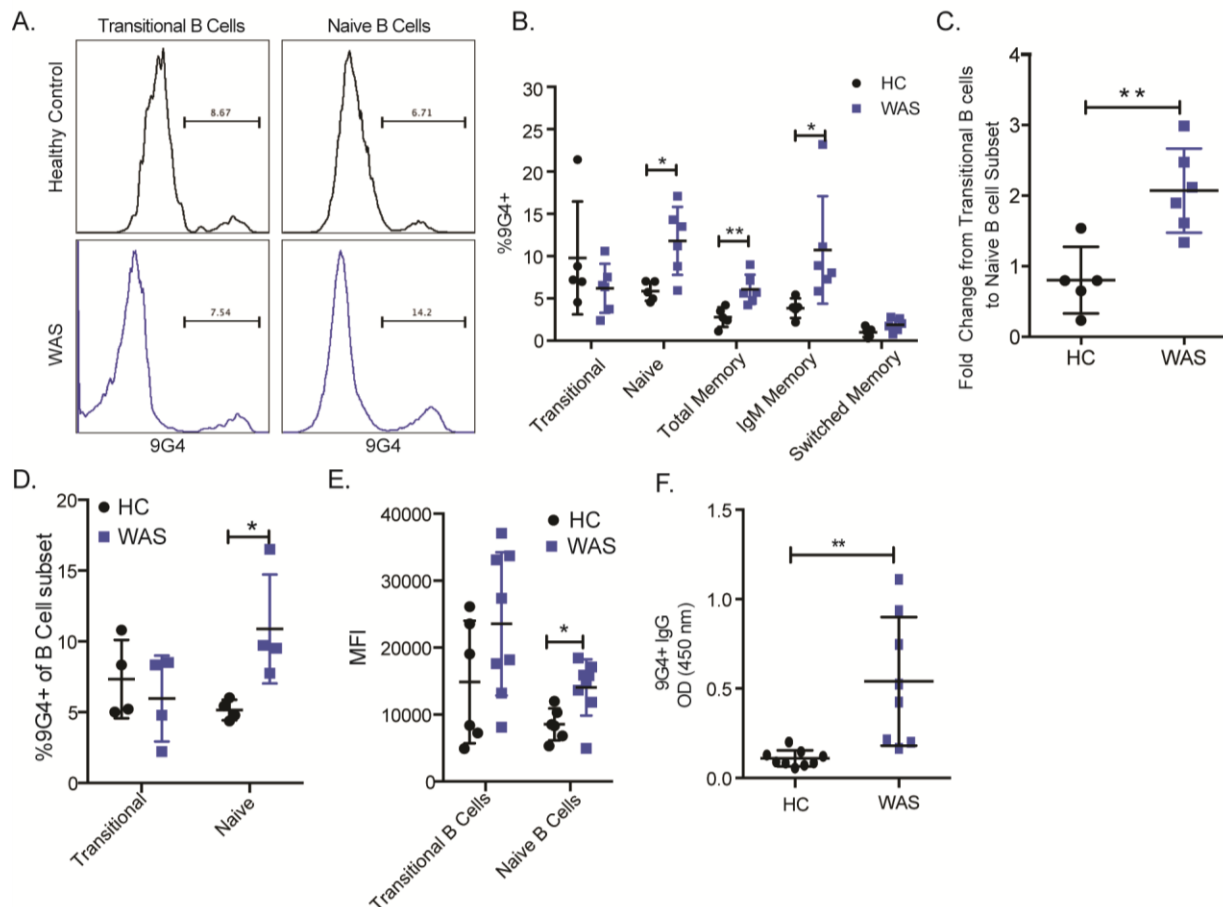 A.
Transitional B Cells
Naive B Cells
Healthy Control
8.67
6.71
WAS
7.54
14.2
9G4
9G4
B.
HC
WAS
%9G4+
30
25
20
15
10
5
0
*
**
*
Transitional
Naive
Total Memory
IgM Memory
Switched Memory
C.
Fold Change from Transitional B cells
to Naive B cell Subset
4
3
2
1
0
**
HC
WAS
D.
HC
WAS
%9G4+ of B Cell subset
20
15
10
5
0
*
Transitional
Naive
E.
HC
WAS
MFI
40000
30000
20000
10000
0
*
Transitional B Cells
Naive B Cells
F.
9G4+ IgG
OD (450 nm)
1.5
1.0
0.5
0.0
**
HC
WAS